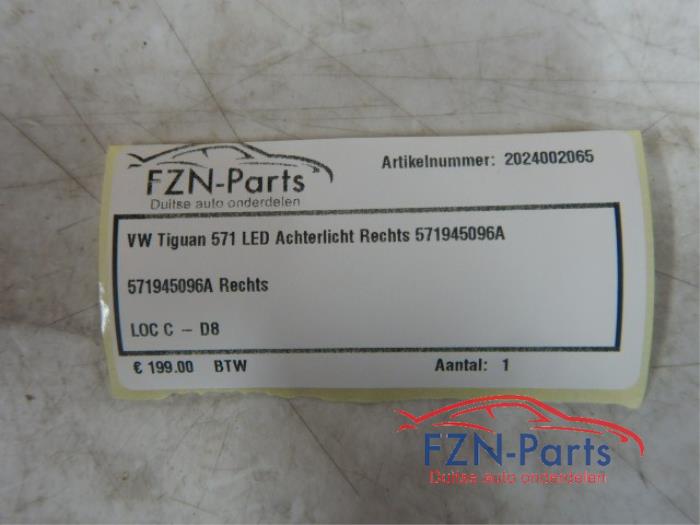 FZN-Parts
Duitse auto onderdelen
Artikelnummer: 2024002065
VW Tiguan 571 LED Achterlicht Rechts 571945096A
571945096A Rechts
LOC C – D8
€ 199.00 BTW
Aantal: 1
FZN-Parts
Duitse auto onderdelen